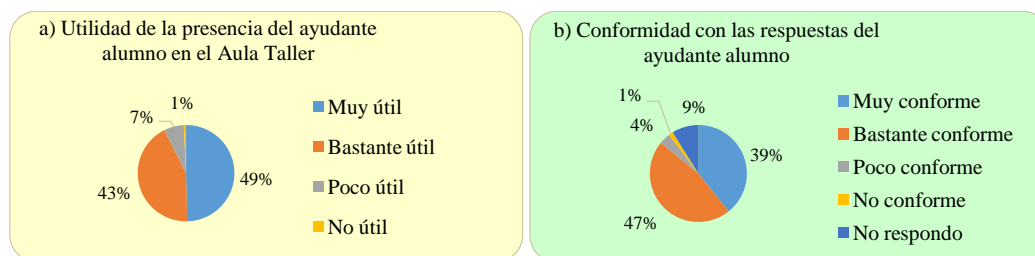 a) Utilidad de la presencia del ayudante
alumno en el Aula Taller
1%
7%
43%
49%
Muy útil
Bastante útil
Poco útil
No útil
b) Conformidad con las respuestas del
ayudante alumno
1%
9%
4%
39%
47%
Muy conforme
Bastante conforme
Poco conforme
No conforme
No respondo